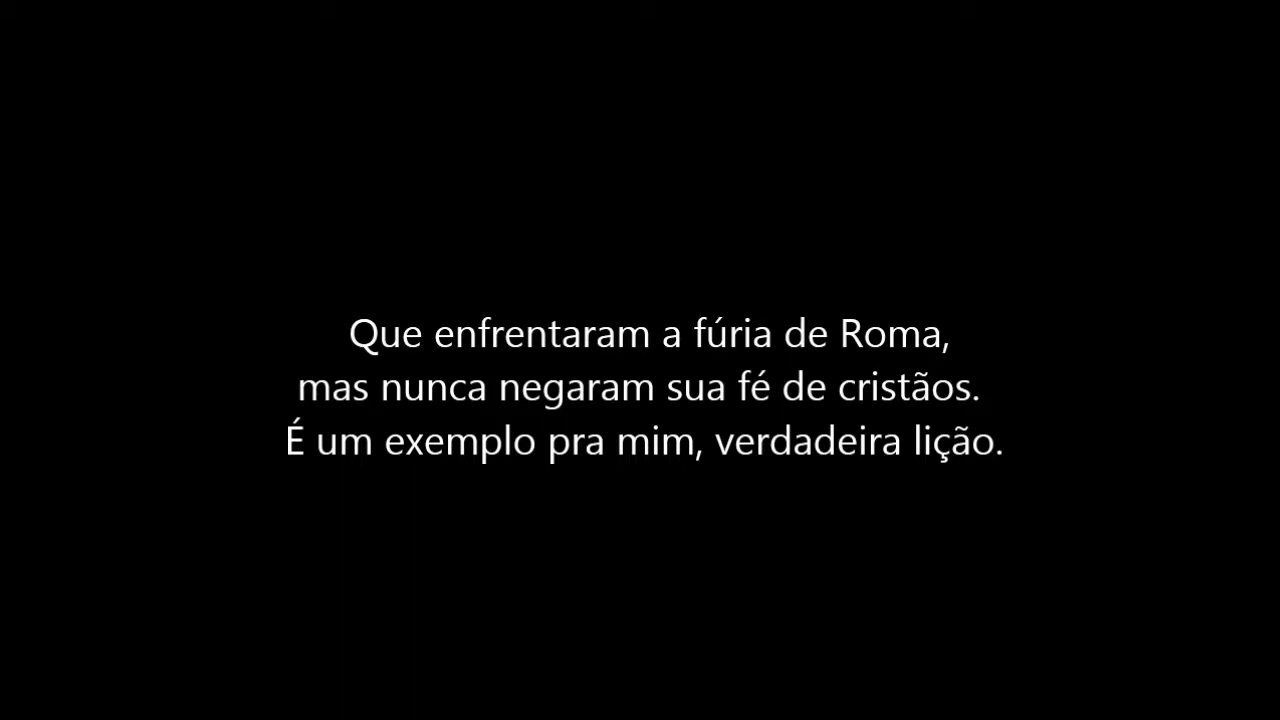 Que enfrentaram a fúria de Roma,
mas nunca negaram sua fé de cristãos.
É um exemplo pra mim, verdadeira lição.